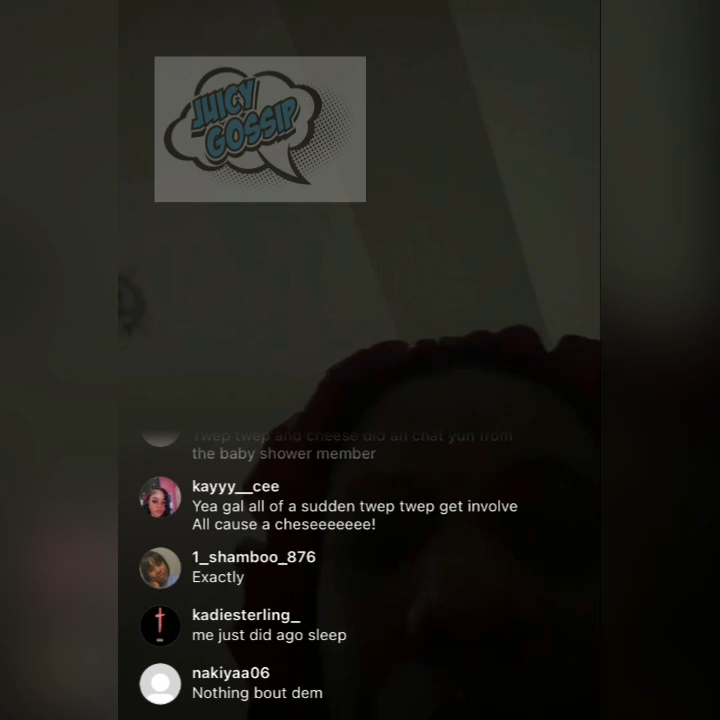 JUICY
GOSSIP
Twep twep and cheese did ah chat yuh from
the baby shower member
kayyy__cee
Yea gal all of a sudden twep twep get involve
All cause a cheseeeeeee!
1_shamboo_876
Exactly
kadiesterling_
me just did ago sleep
nakiyaa06
Nothing bout dem